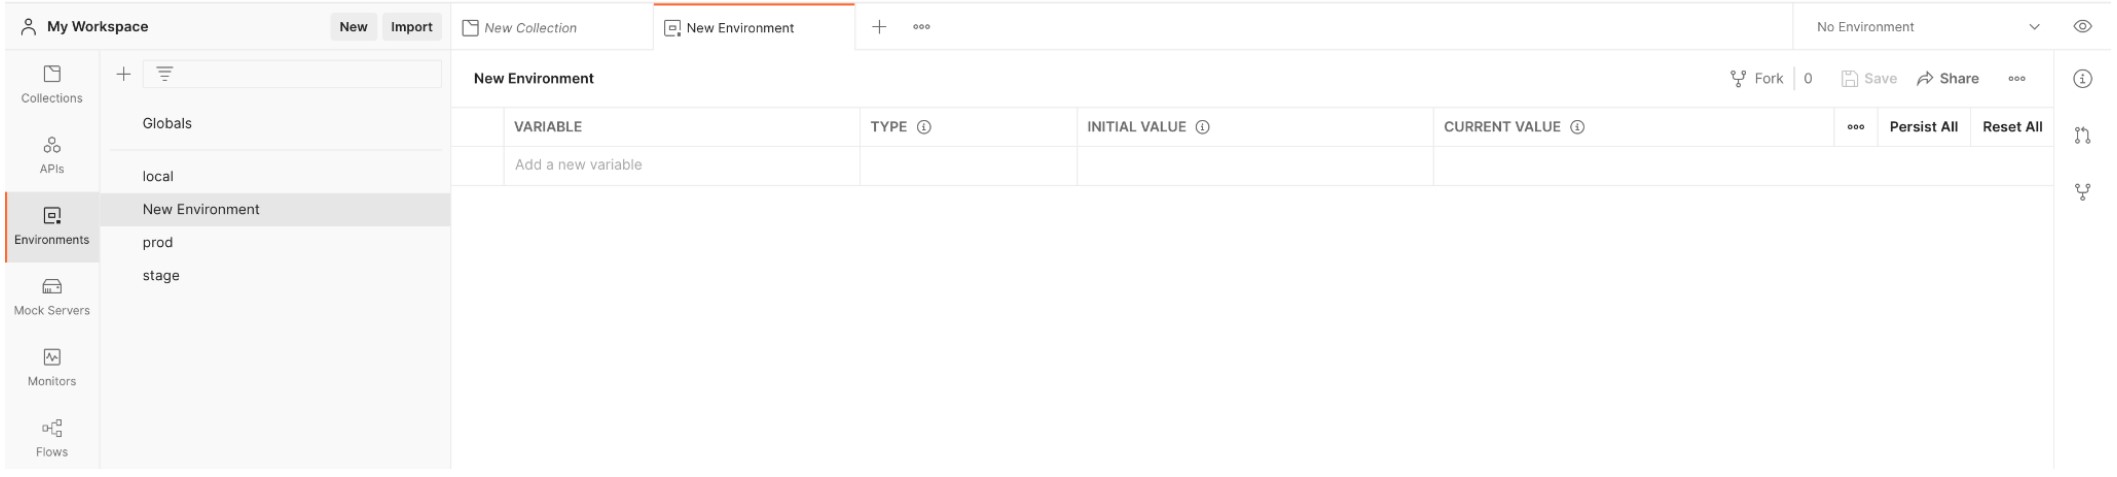 My Workspace New Import
New Collection New Environment No Environment
Collections
APIs
Environments
Mock Servers
Monitors
Flows
Globals
local
New Environment
prod
stage
New Environment Fork 0 Save Share
VARIABLE TYPE INITIAL VALUE CURRENT VALUE Persist All Reset All
Add a new variable